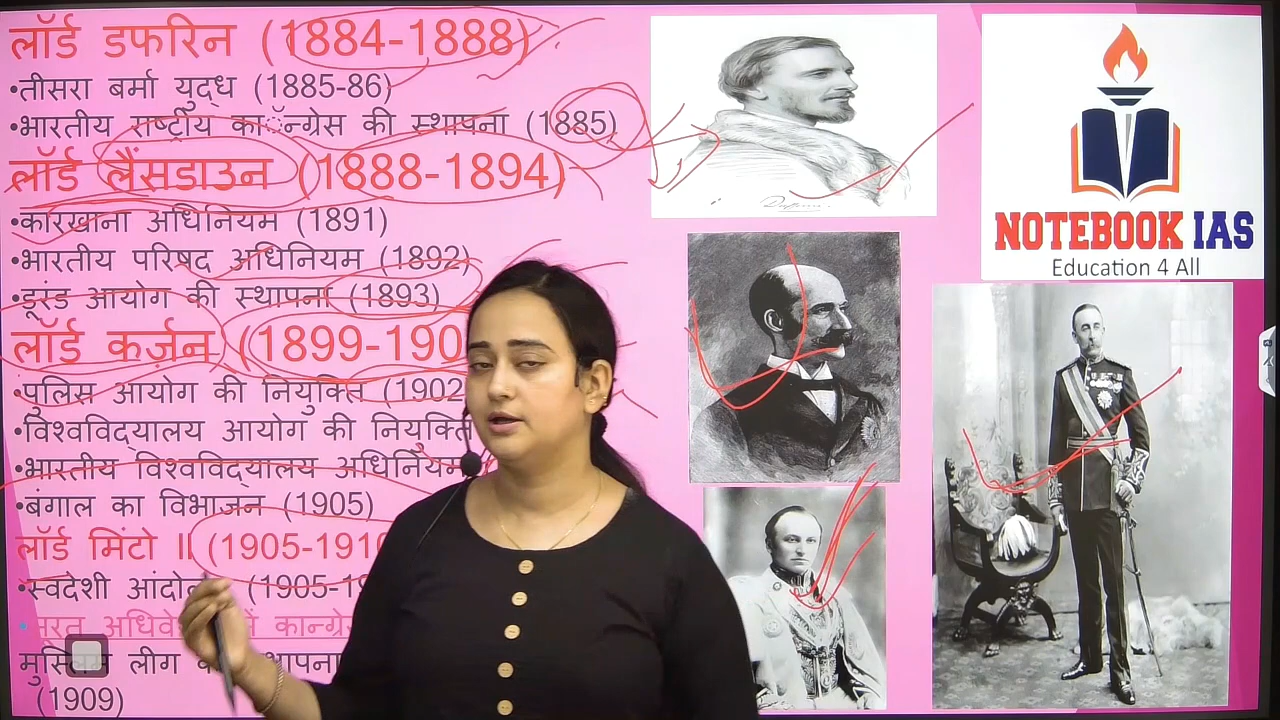 लॉर्ड डफरिन (1884-1888)
•तीसरा बर्मा युद्ध (1885-86)
•भारतीय राष्ट्रीय काॅन्ग्रेस की स्थापना (1885)
लॉर्ड लैंसडाउन (1888-1894)
•कारखाना अधिनियम (1891)
•भारतीय परिषद अधिनियम (1892)
•डूरंड आयोग की स्थापना (1893)
लॉर्ड कर्ज़न (1899-190
•पुलिस आयोग की नियुक्ति (1902
•विश्वविद्यालय आयोग की नियुक्ति
•भारतीय विश्वविद्यालय अधिनियम
•बंगाल का विभाजन (1905)
लॉर्ड मिंटो II (1905-1910
•स्वदेशी (1905-19
मुस्लिम लीग
(1909)
NOTEBOOK IAS
Education 4 All